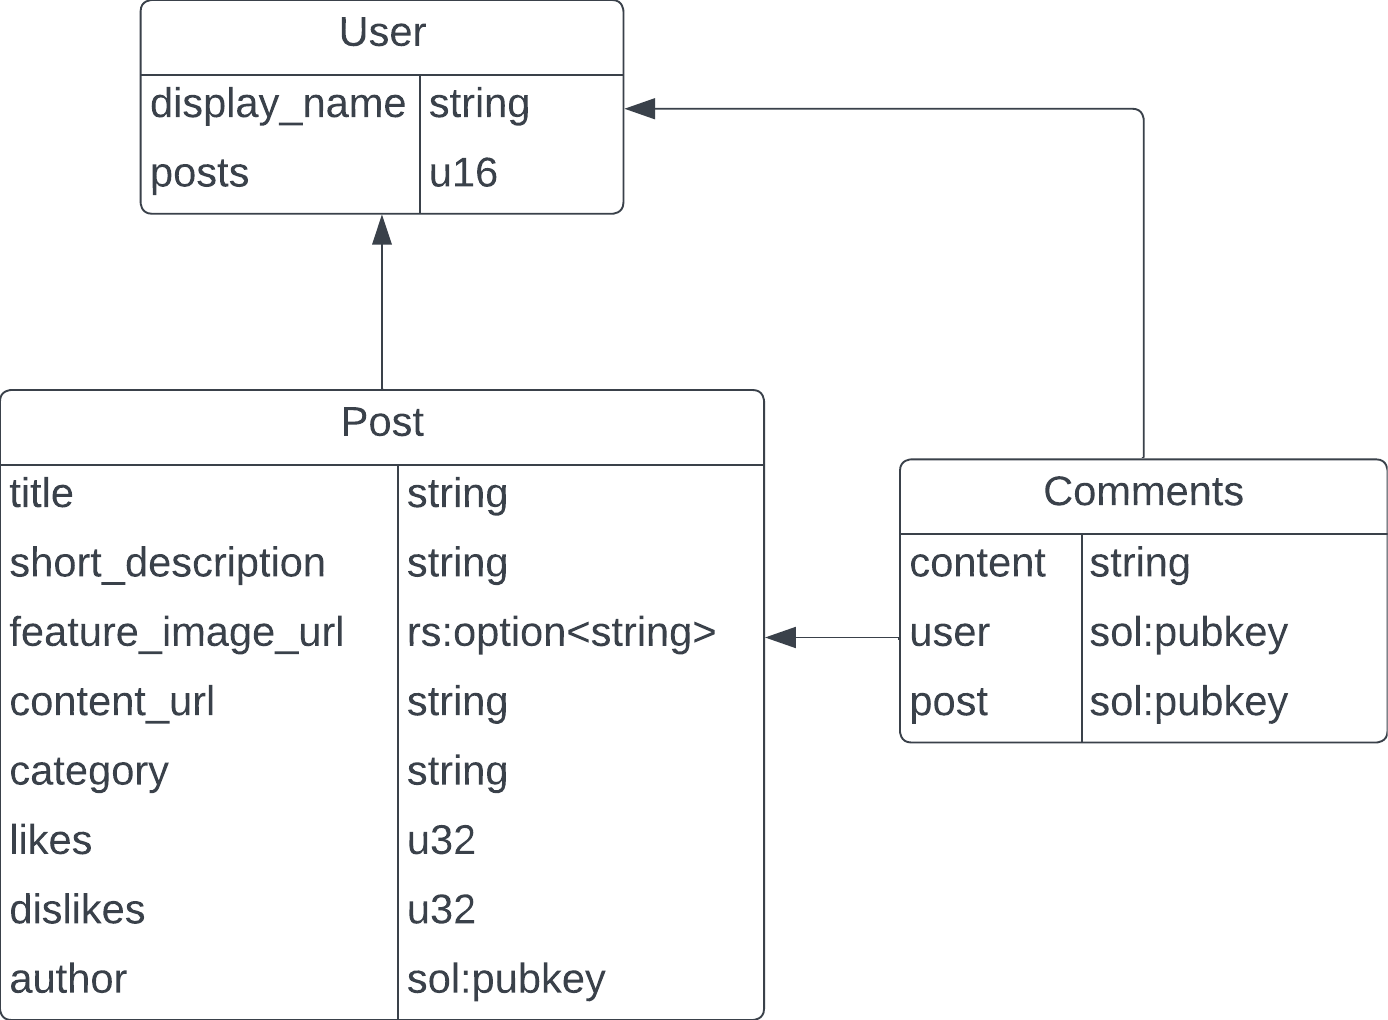 User
display_name string
posts u16
Post
title string
short_description string
feature_image_url rs:option<string>
content_url string
category string
likes u32
dislikes u32
author sol:pubkey
Comments
content string
user sol:pubkey
post sol:pubkey